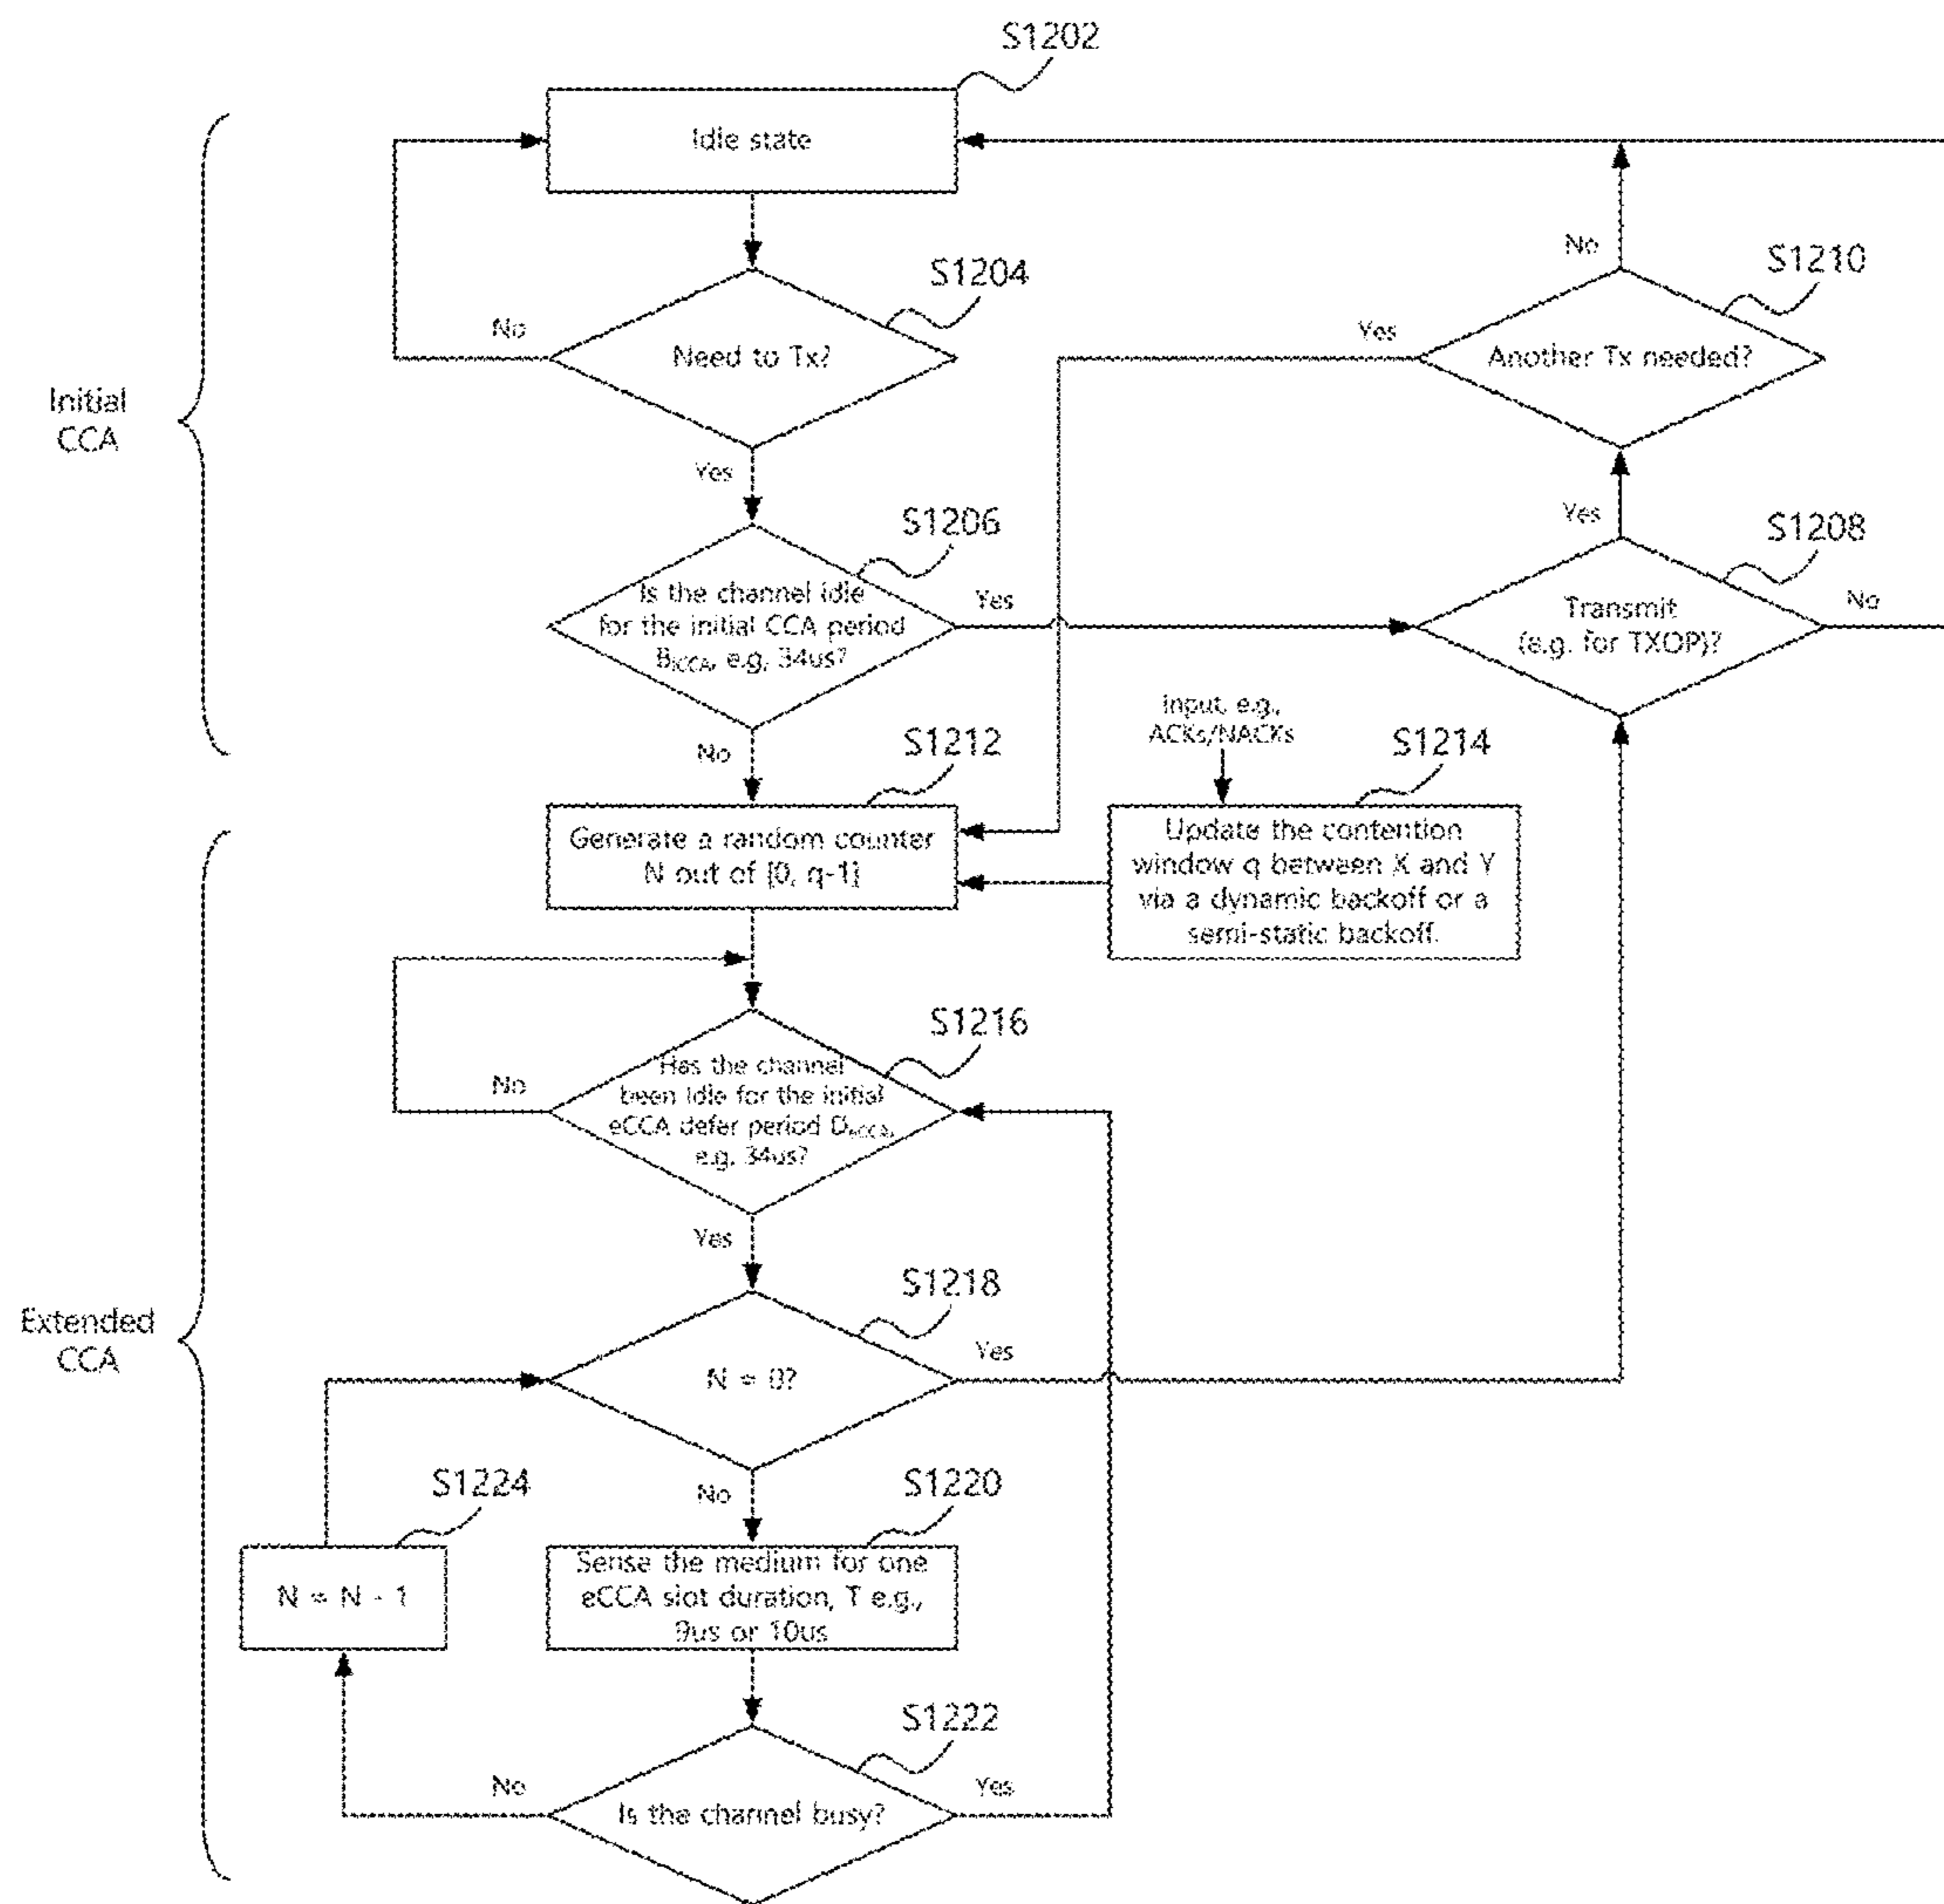 S1202
Idle state
S1204
Need to Tx?
No
Yes
S1210
Another Tx needed?
No
Yes
Initial
CCA
S1206
Is the channel idle
for the initial CCA period
BiCCA, e.g, 34us?
Yes
No
S1208
Transmit
(e.g. for TXOP)?
Yes
No
S1212
Generate a random counter
N out of [0, q-1]
input, e.g.,
ACKs/NACKs
S1214
Update the contention
window q between X and Y
via a dynamic backoff or a
semi-static backoff.
S1216
Has the channel
been idle for the initial
eCCA defer period DeCCA,
e.g. 34us?
No
Yes
Extended
CCA
S1218
N = 0?
Yes
No
S1224
N = N - 1
S1220
Sense the medium for one
eCCA slot duration, T e.g.,
9us or 10us
S1222
Is the channel busy?
No
Yes